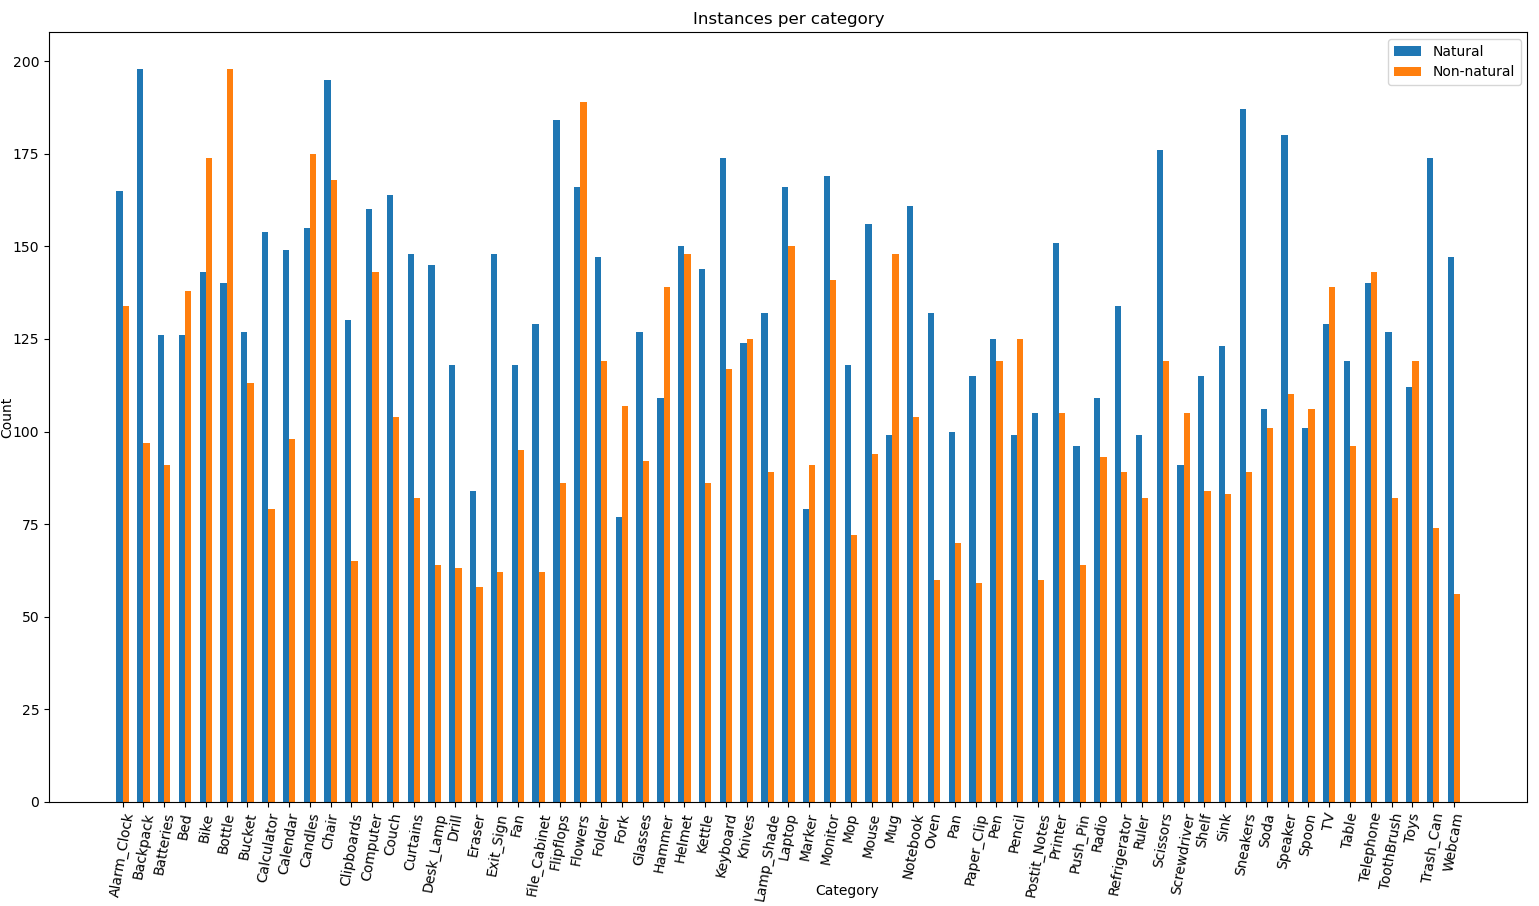 Instances per category
Natural
Non-natural
200
175
150
125
100
75
50
25
0
Count
Alarm_Clock
Backpack
Batteries
Bed
Bike
Bottle
Bucket
Calculator
Calendar
Candles
Chair
Clipboards
Computer
Couch
Curtains
Desk_Lamp
Drill
Eraser
Exit_Sign
Fan
File_Cabinet
Flipflops
Flowers
Folder
Fork
Glasses
Hammer
Helmet
Kettle
Keyboard
Knives
Lamp_Shade
Laptop
Marker
Monitor
Mop
Mouse
Mug
Notebook
Oven
Pan
Paper_Clip
Pen
Pencil
Postit_Notes
Printer
Push_Pin
Radio
Refrigerator
Ruler
Scissors
Screwdriver
Shelf
Sink
Sneakers
Soda
Speaker
Spoon
TV
Table
Telephone
ToothBrush
Toys
Trash_Can
Webcam
Category